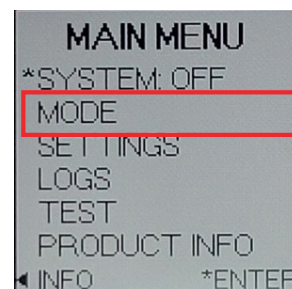 MAIN MENU
*SYSTEM: OFF
MODE
SETTINGS
LOGS
TEST
PRODUCT INFO
◀ INFO *ENTER